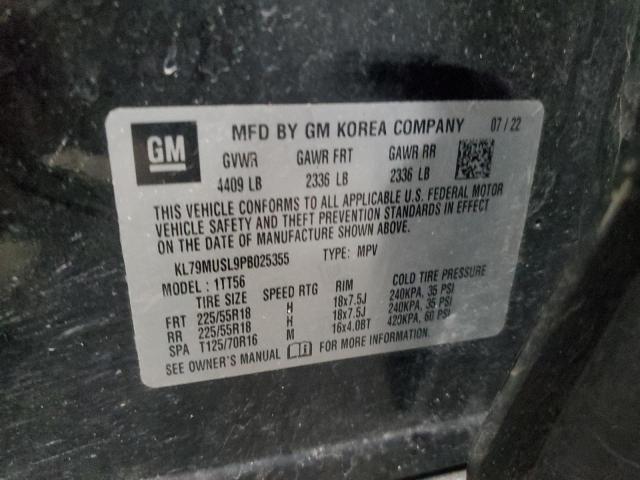 GM MFD BY GM KOREA COMPANY 07 / 22
GVWR GAWR FRT GAWR RR
4409 LB 2336 LB 2336 LB
THIS VEHICLE CONFORMS TO ALL APPLICABLE U.S. FEDERAL MOTOR
VEHICLE SAFETY AND THEFT PREVENTION STANDARDS IN EFFECT
ON THE DATE OF MANUFACTURE SHOWN ABOVE.
KL79MUSL9PB025355 TYPE: MPV
MODEL : 1TT56
TIRE SIZE SPEED RTG RIM COLD TIRE PRESSURE
FRT 225/55R18 H 18x7.5J 240KPA, 35 PSI
RR 225/55R18 H 18x7.5J 240KPA, 35 PSI
SPA T125/70R16 M 16x4.0BT 420KPA, 60 PSI
SEE OWNER'S MANUAL FOR MORE INFORMATION.